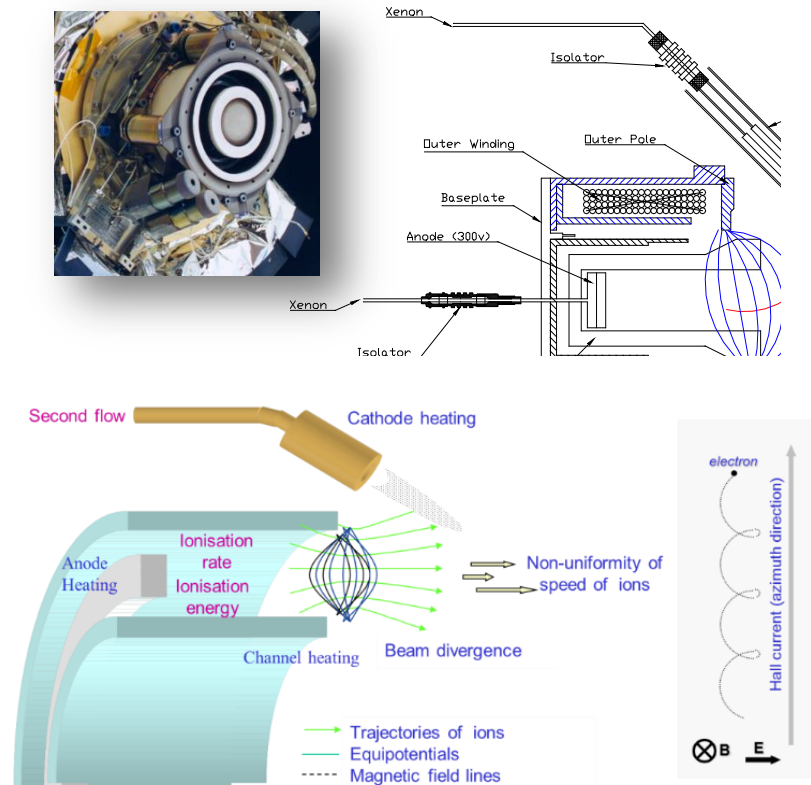 Xenon
Isolator
Outer Winding
Outer Pole
Baseplate
Anode (300v)
Xenon
Isolator
Second flow
Cathode heating
Ionisation
rate
Ionisation
energy
Anode
Heating
Non-uniformity of
speed of ions
Channel heating
Beam divergence
Trajectories of ions
Equipotentials
Magnetic field lines
electron
Hall current (azimuth direction)
B
E